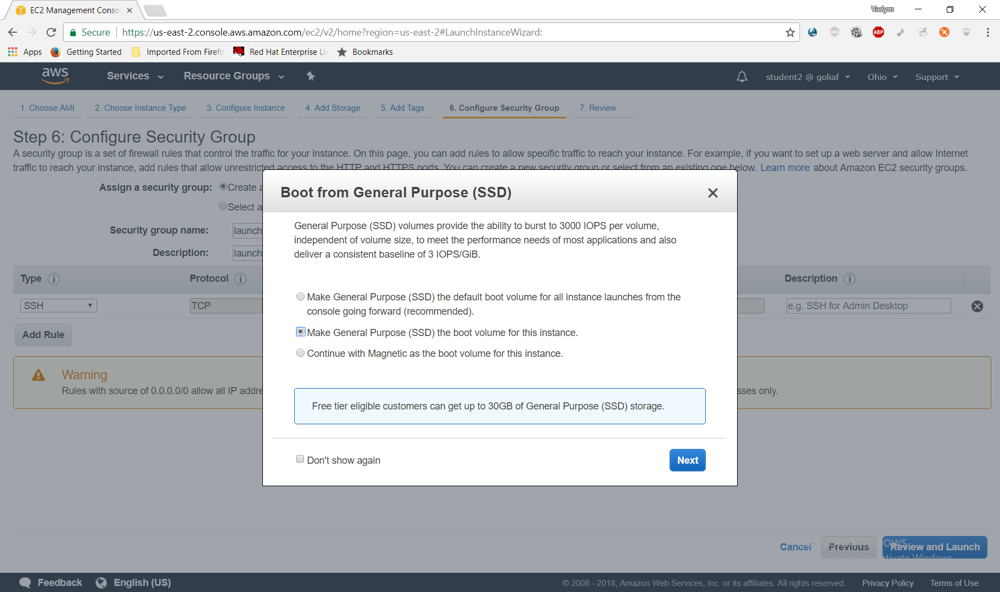 EC2 Management Conso
Vadym
Secure https://us-east-2.console.aws.amazon.com/ec2/v2/home?region=us-east-2#LaunchInstanceWizard:
ABP
Apps Getting Started Imported From Firefo Red Hat Enterprise Li Bookmarks
aws Services Resource Groups student2 @ goliaf Ohio Support
1. Choose AMI 2. Choose Instance Type 3. Configure Instance 4. Add Storage 5. Add Tags 6. Configure Security Group 7. Review
Step 6: Configure Security Group
A security group is a set of firewall rules that control the traffic for your instance. On this page, you can add rules to allow specific traffic to reach your instance. For example, if you want to set up a web server and allow Internet
traffic to reach your instance, add rules that allow unrestricted access to the HTTP and HTTPS ports. You can create a new security group or select from an existing one below. Learn more about Amazon EC2 security groups.
Assign a security group: Create a
Select a
Security group name: launch
Description: launch
Type Protocol Description
SSH TCP e.g. SSH for Admin Desktop
Add Rule
Warning
Rules with source of 0.0.0.0/0 allow all IP addre sses only.
Boot from General Purpose (SSD)
General Purpose (SSD) volumes provide the ability to burst to 3000 IOPS per volume,
independent of volume size, to meet the performance needs of most applications and also
deliver a consistent baseline of 3 IOPS/GiB.
Make General Purpose (SSD) the default boot volume for all instance launches from the
console going forward (recommended).
Make General Purpose (SSD) the boot volume for this instance.
Continue with Magnetic as the boot volume for this instance.
Free tier eligible customers can get up to 30GB of General Purpose (SSD) storage.
Don't show again Next
Cancel Previous Review and Launch
Feedback English (US) © 2008 - 2018, Amazon Web Services, Inc. or its affiliates. All rights reserved. Privacy Policy Terms of Use